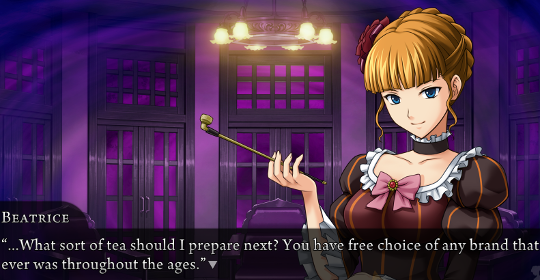 BEATRICE
“...What sort of tea should I prepare next? You have free choice of any brand that
ever was throughout the ages.”▼